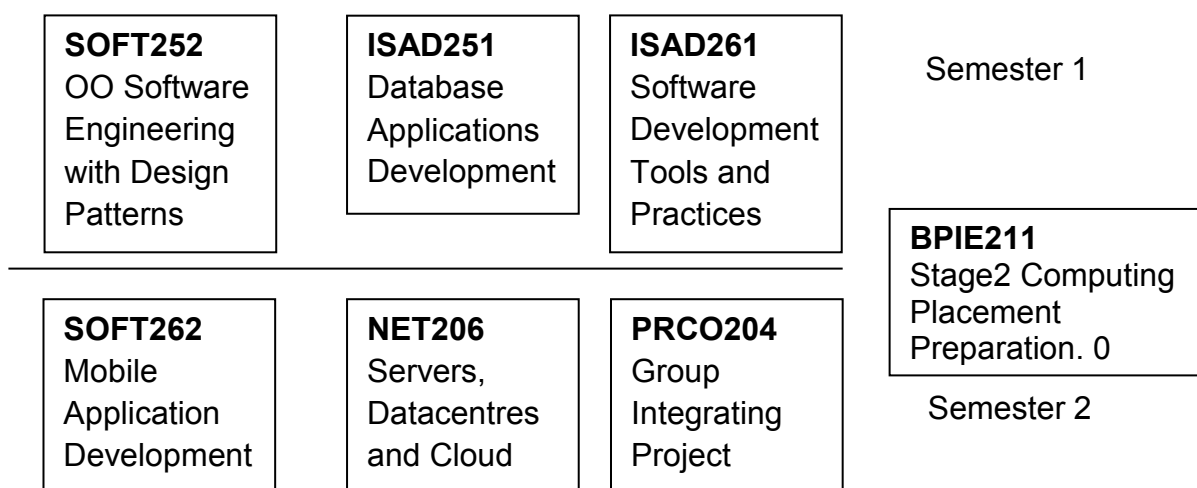 SOFT252
OO Software
Engineering
with Design
Patterns
ISAD251
Database
Applications
Development
ISAD261
Software
Development
Tools and
Practices
Semester 1
BPIE211
Stage2 Computing
Placement
Preparation. 0
SOFT262
Mobile
Application
Development
NET206
Servers,
Datacentres
and Cloud
PRCO204
Group
Integrating
Project
Semester 2